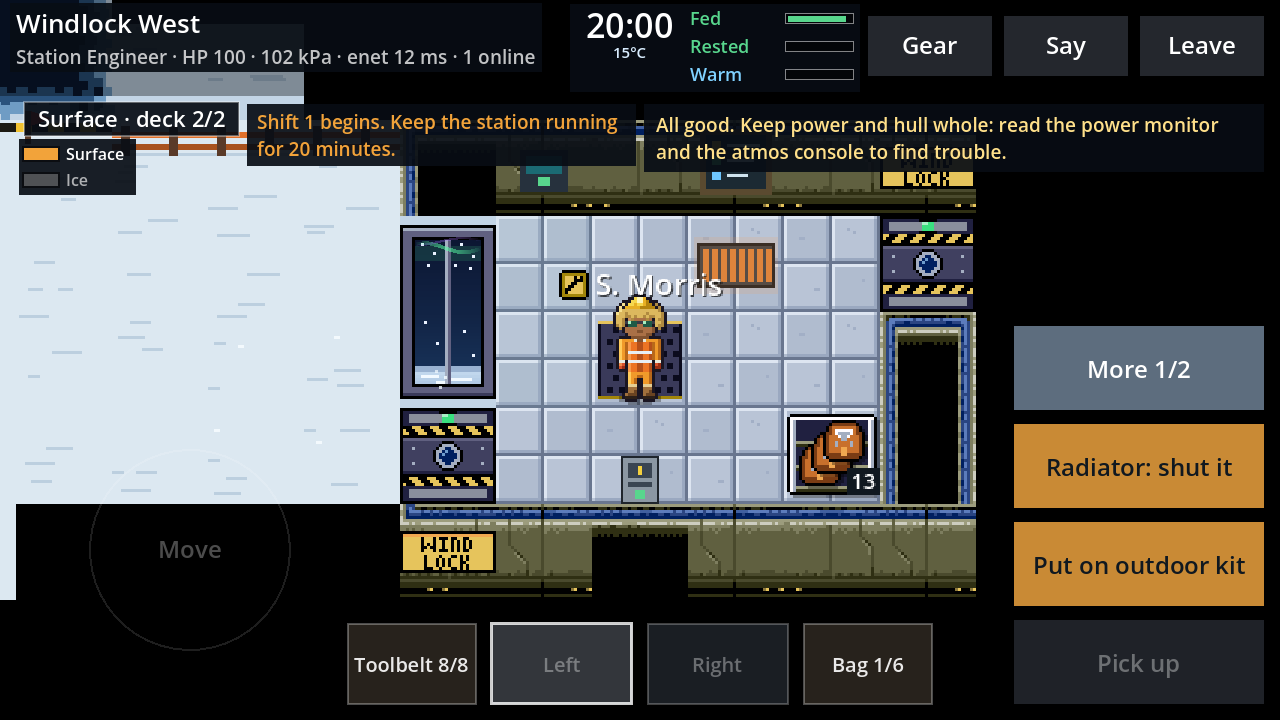 Windlock West
Station Engineer · HP 100 · 102 kPa · enet 12 ms · 1 online
20:00
15°C
Fed
Rested
Warm
Gear
Say
Leave
Surface · deck 2/2
Surface
Ice
Shift 1 begins. Keep the station running
for 20 minutes.
All good. Keep power and hull whole: read the power monitor
and the atmos console to find trouble.
LOCK
S. Morris
13
WIND
LOCK
More 1/2
Radiator: shut it
Put on outdoor kit
Pick up
Move
Toolbelt 8/8
Left
Right
Bag 1/6